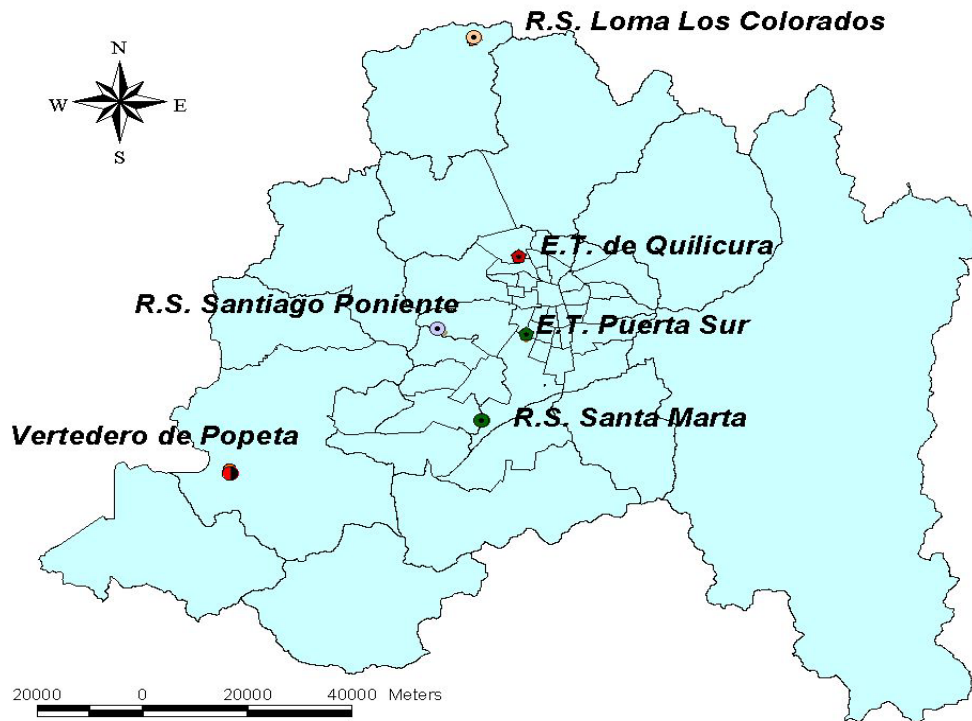 R.S. Loma Los Colorados
N
W E
S
E.T. de Quilicura
R.S. Santiago Poniente
E.T. Puerta Sur
R.S. Santa Marta
Vertedero de Popeta
20000 0 20000 40000 Meters